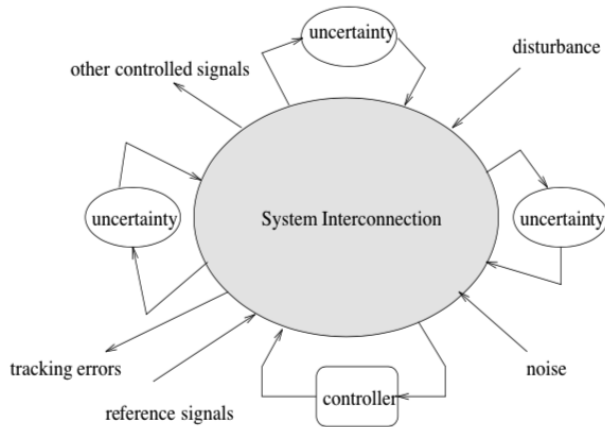 uncertainty
disturbance
other controlled signals
uncertainty
System Interconnection
uncertainty
tracking errors
noise
controller
reference signals